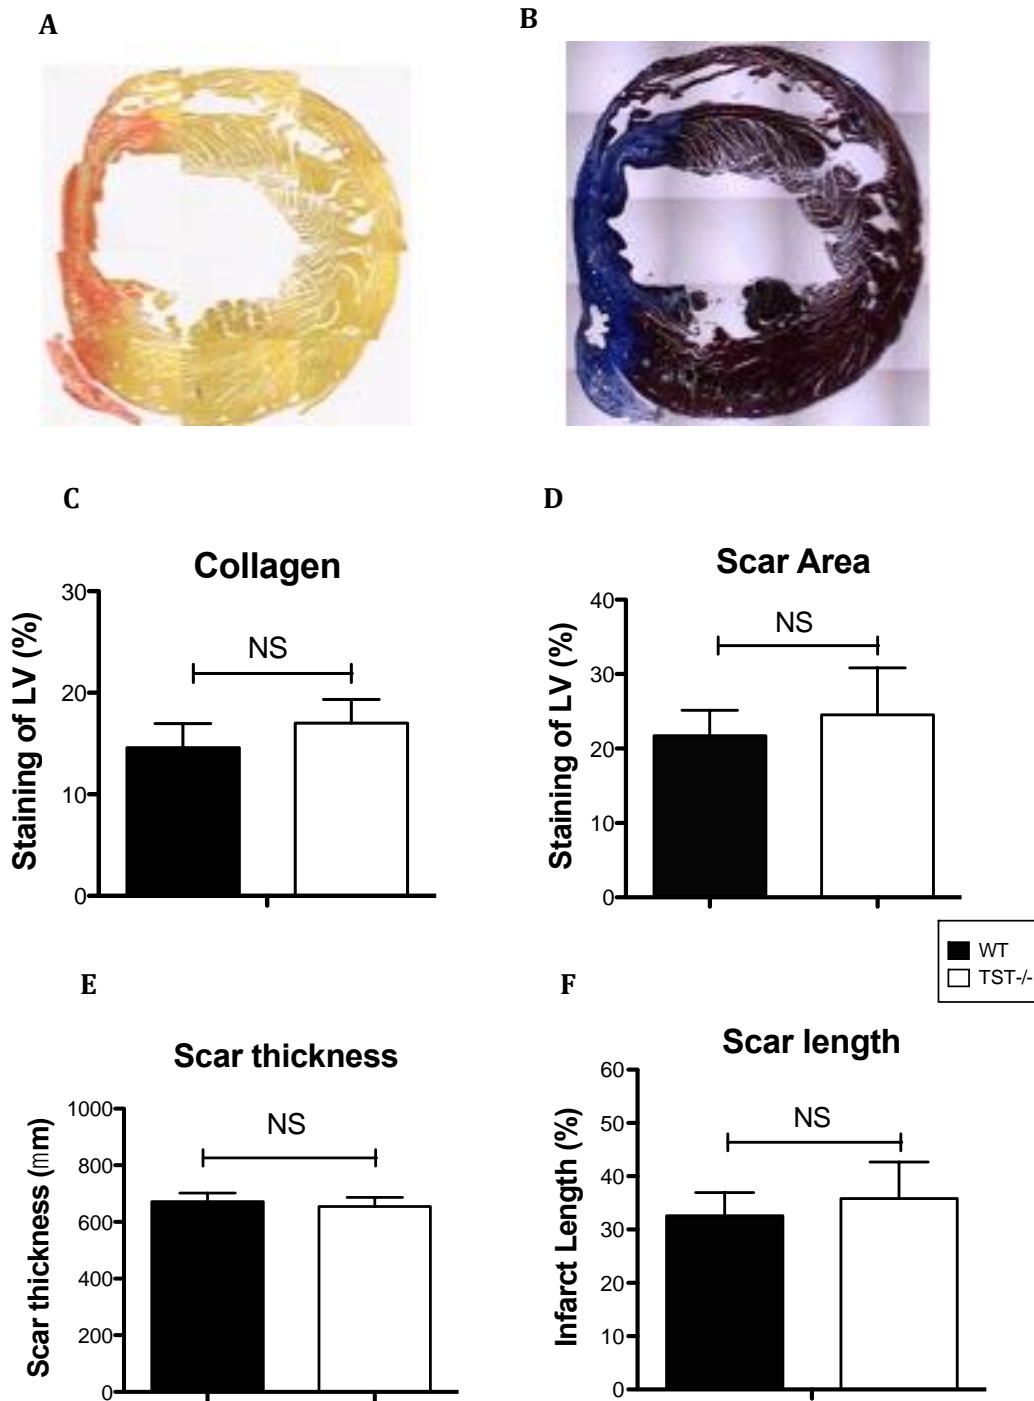 A
B
C
D
Collagen
Scar Area
Staining of LV (%)
30
20
10
0
NS
Staining of LV (%)
40
30
20
10
0
NS
WT
TST-/-
E
F
Scar thickness
Scar length
Scar thickness (mm)
1000
800
600
400
200
0
NS
Infarct Length (%)
60
50
40
30
20
10
0
NS